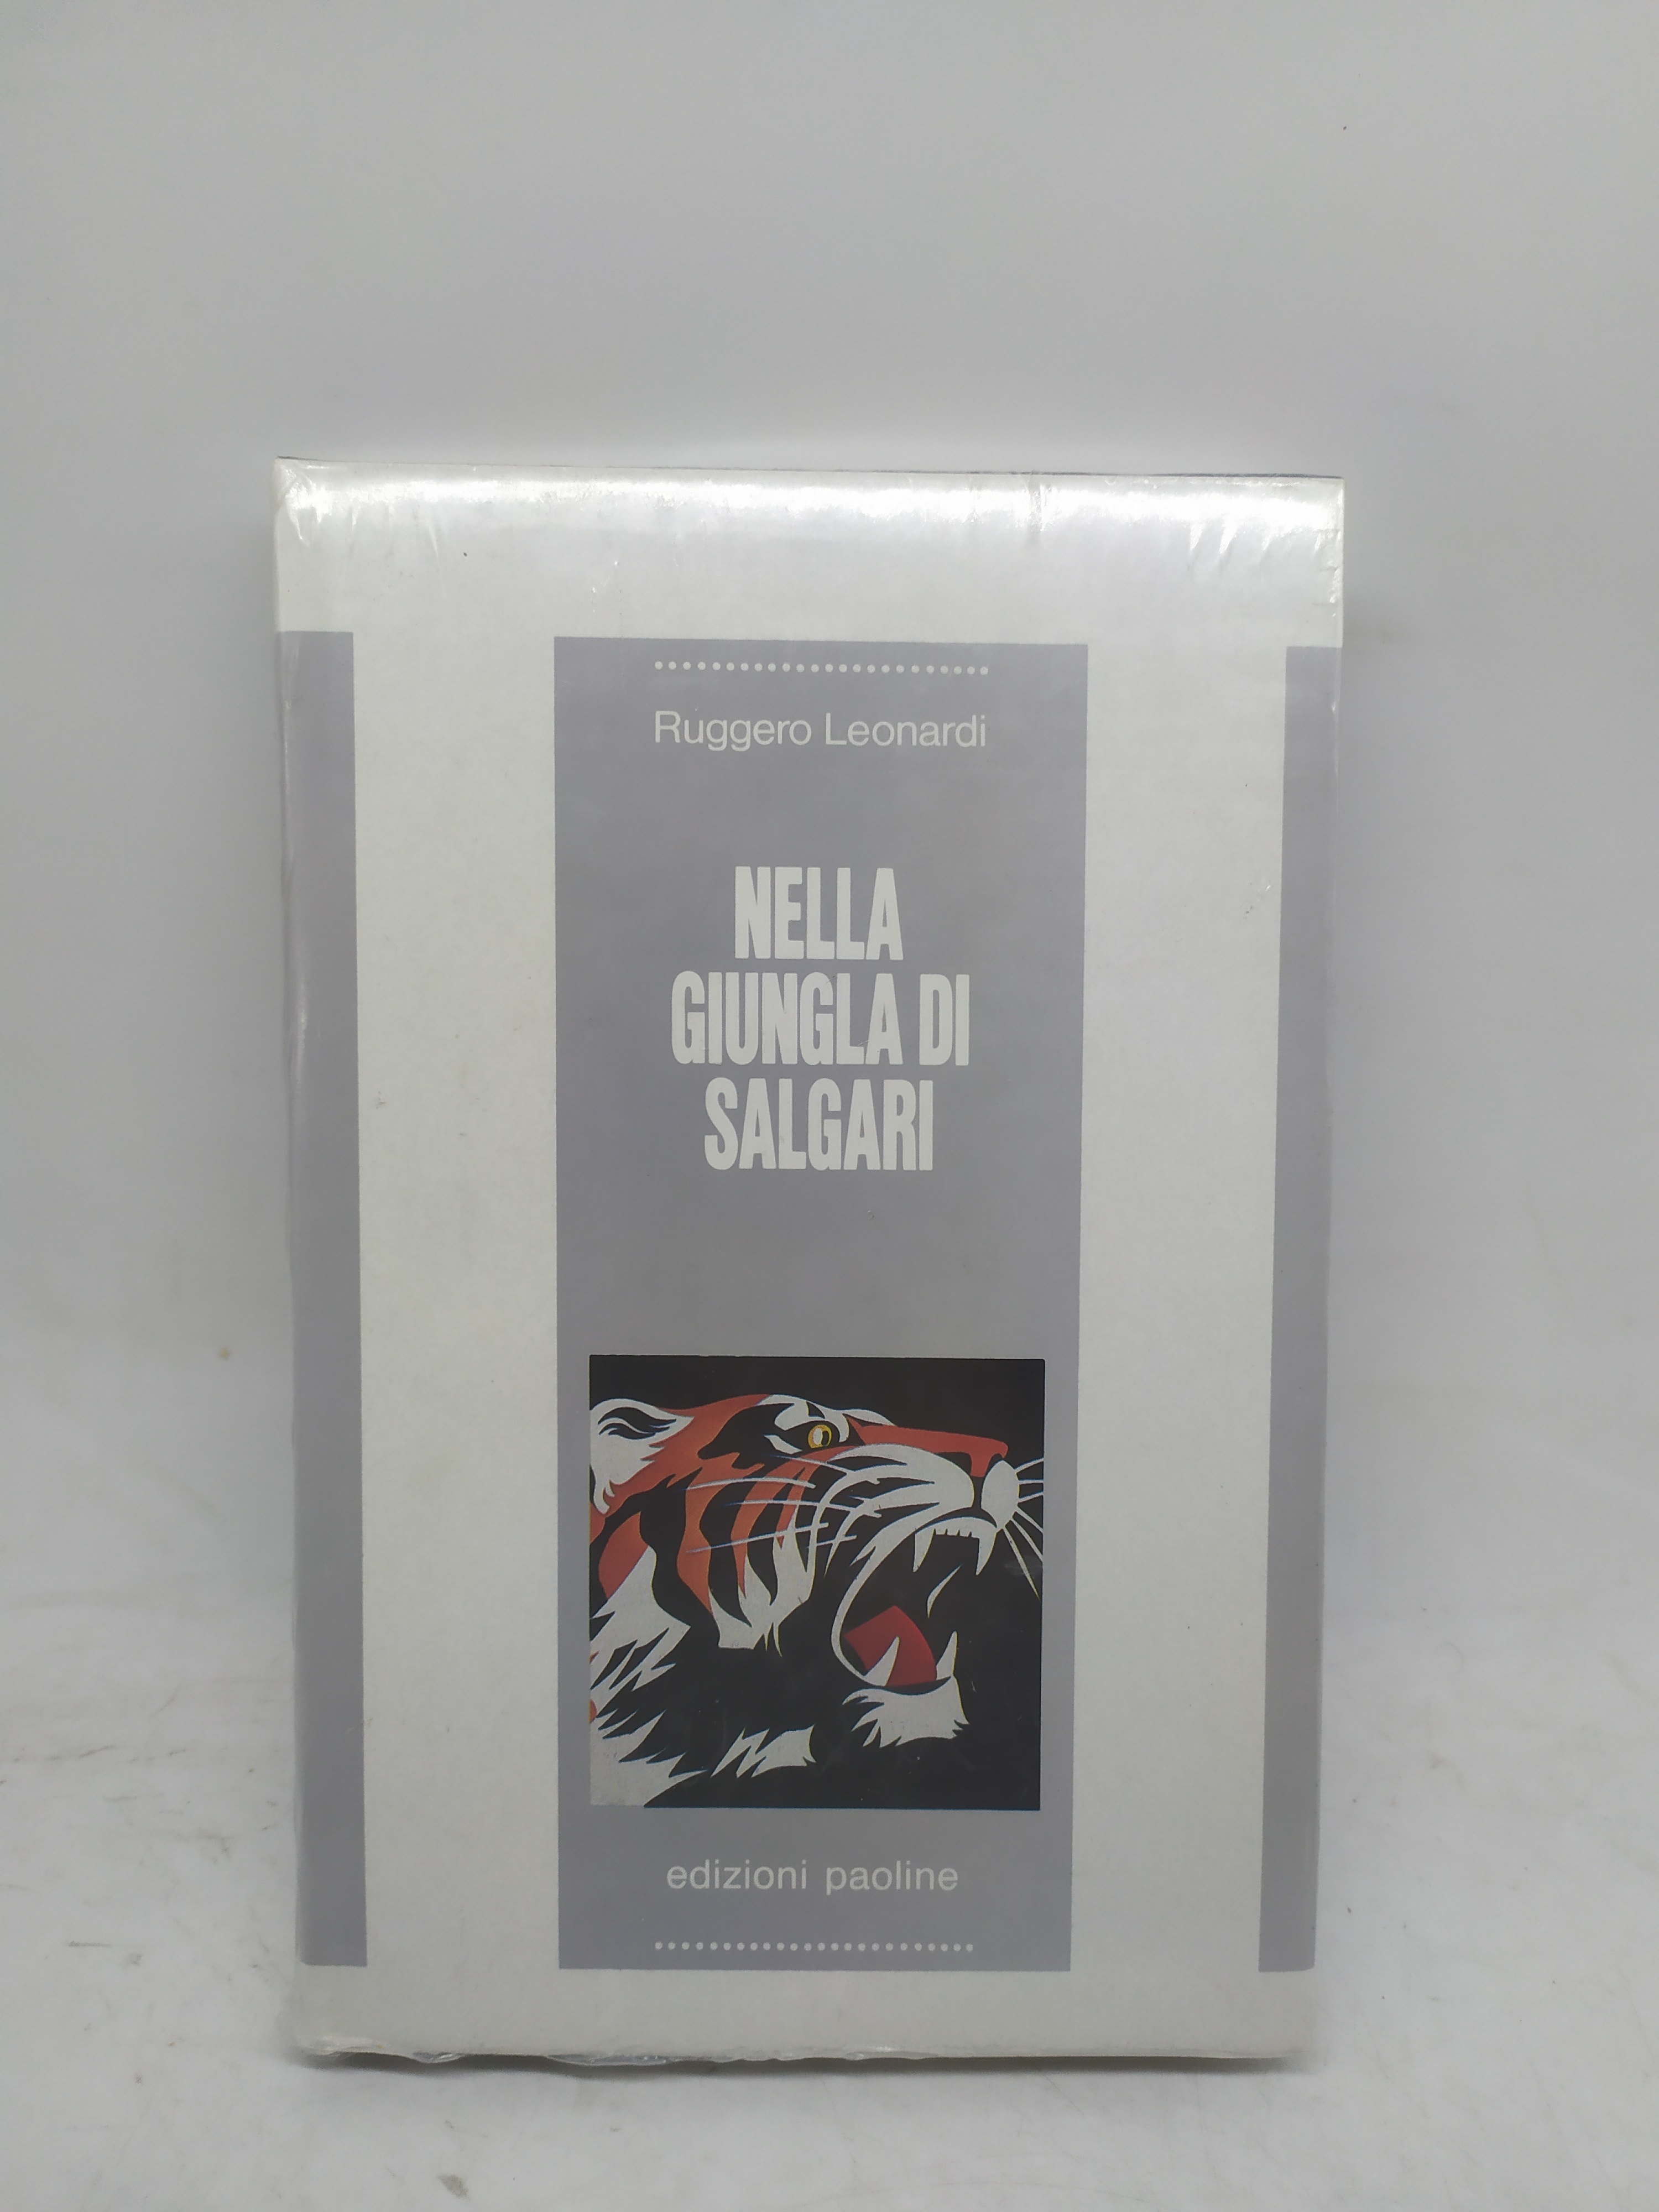 Ruggero Leonardi
NELLA
GIUNGLA DI
SALGARI
edizioni paoline